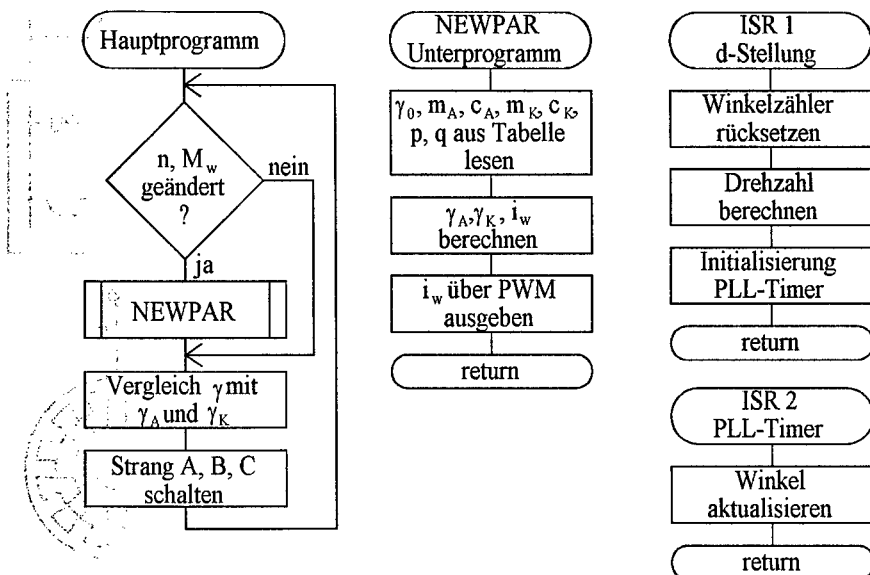 Hauptprogramm
n, M_w
geändert
?
nein
ja
NEWPAR
Vergleich γ mit
γ_A und γ_K
Strang A, B, C
schalten
NEWPAR
Unterprogramm
γ_0, m_A, c_A, m_K, c_K,
p, q aus Tabelle
lesen
γ_A, γ_K, i_w
berechnen
i_w über PWM
ausgeben
return
ISR 1
d-Stellung
Winkelzähler
rücksetzen
Drehzahl
berechnen
Initialisierung
PLL-Timer
return
ISR 2
PLL-Timer
Winkel
aktualisieren
return